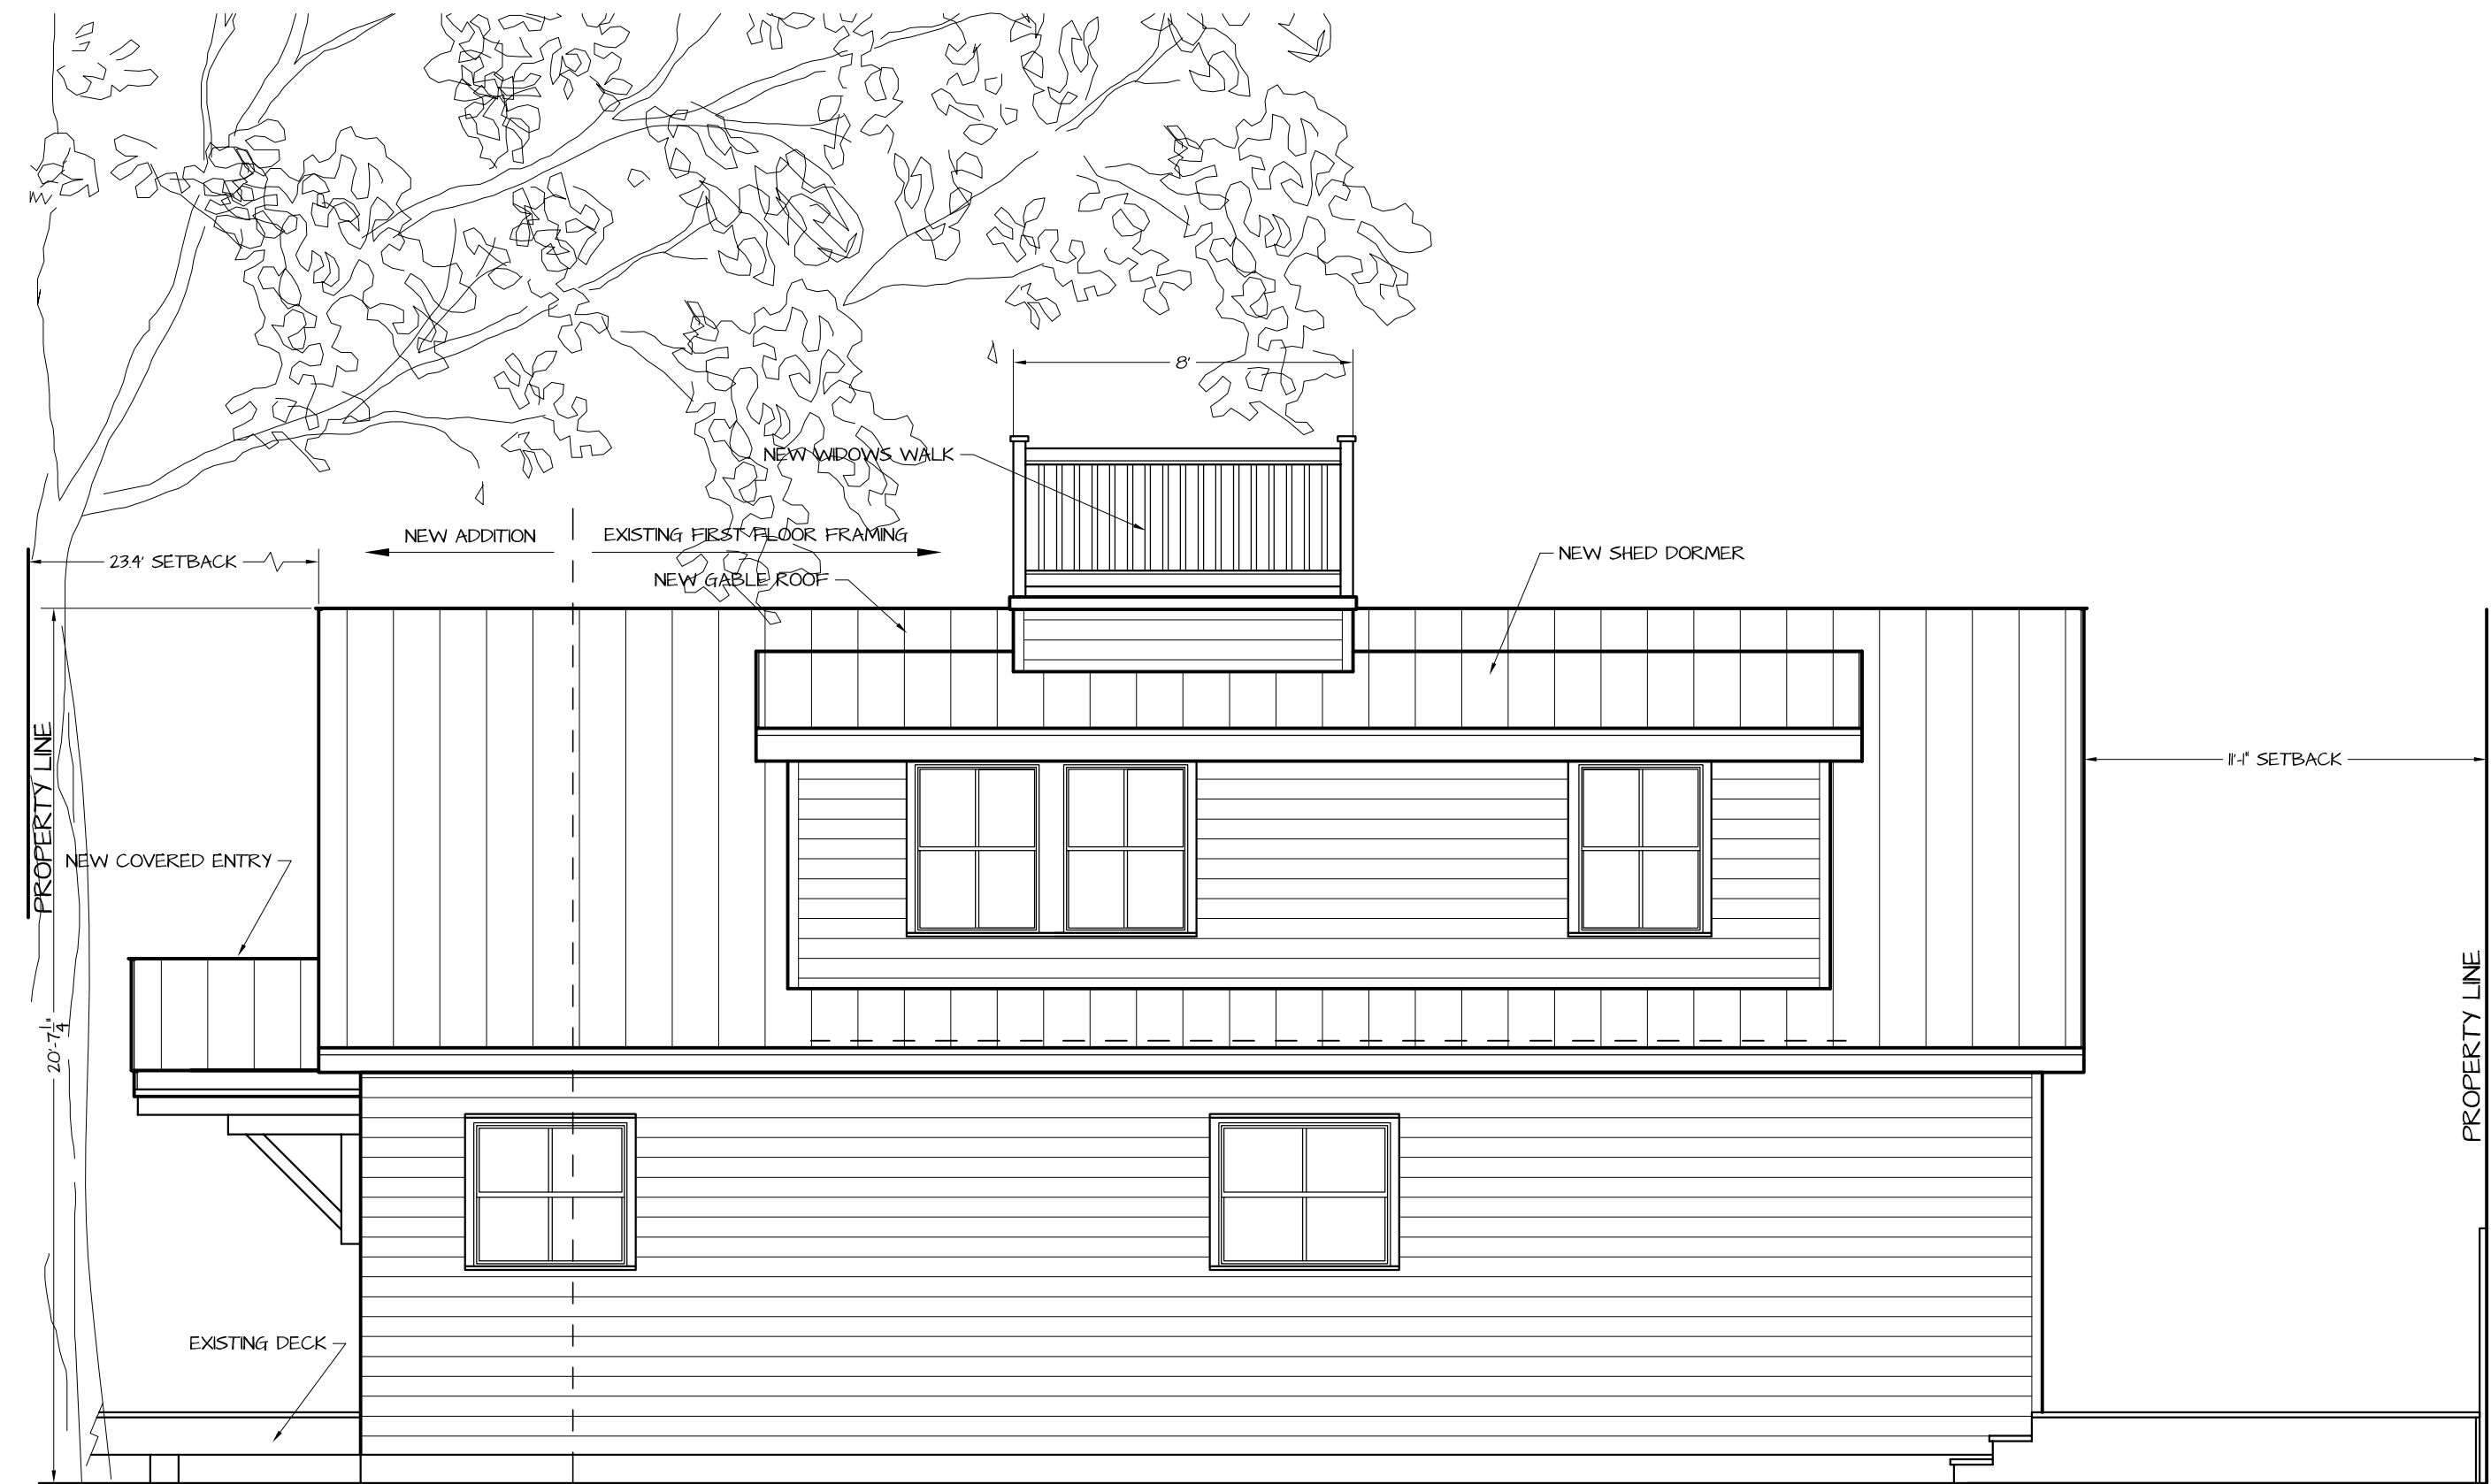 8'
NEW WIDOWS WALK
NEW ADDITION
EXISTING FIRST FLOOR FRAMING
NEW SHED DORMER
23.4' SETBACK
NEW GABLE ROOF
PROPERTY LINE
11'-1" SETBACK
NEW COVERED ENTRY
20'-7 1/4"
PROPERTY LINE
EXISTING DECK